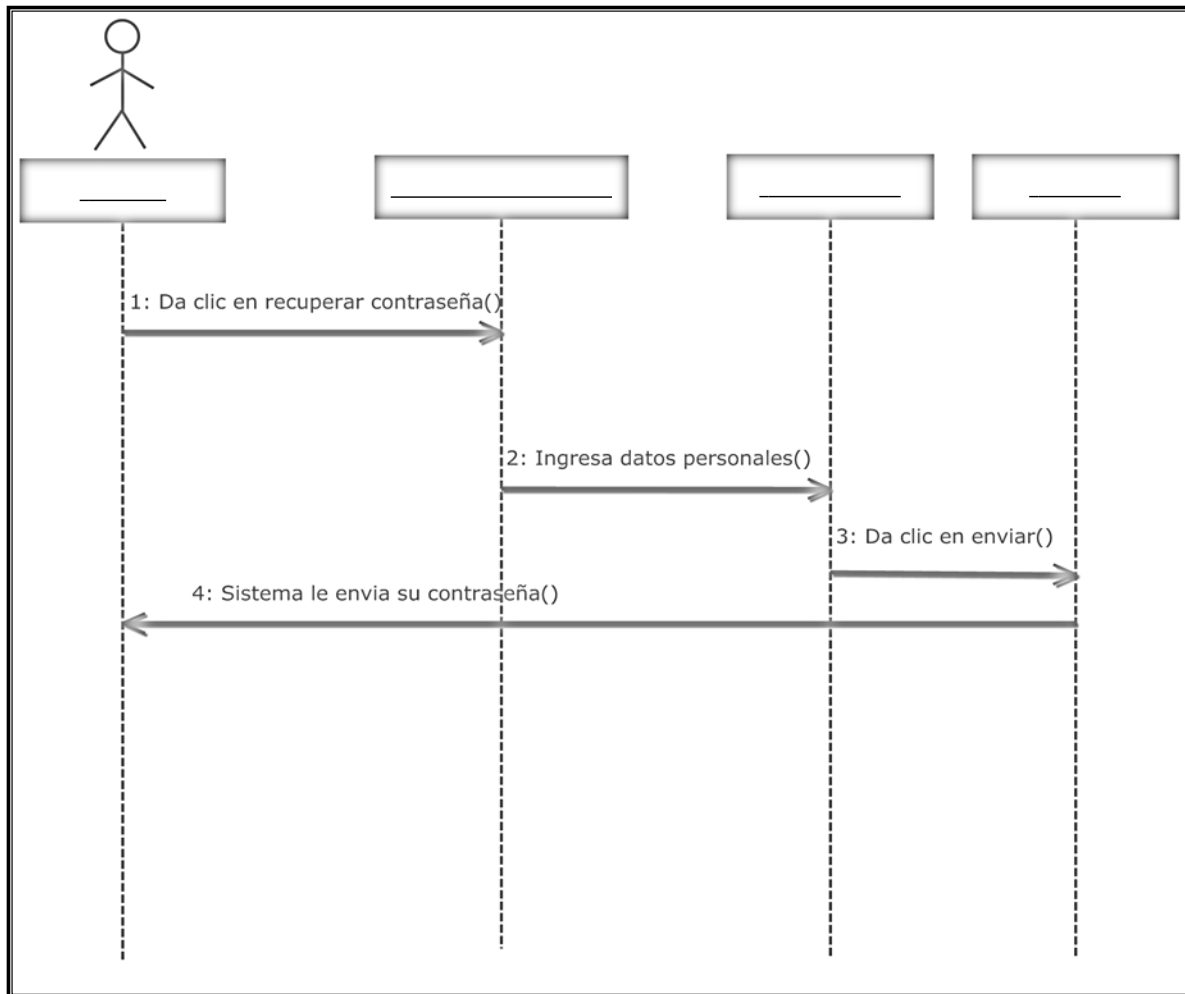 1: Da clic en recuperar contraseña()
2: Ingresa datos personales()
3: Da clic en enviar()
4: Sistema le envia su contraseña()